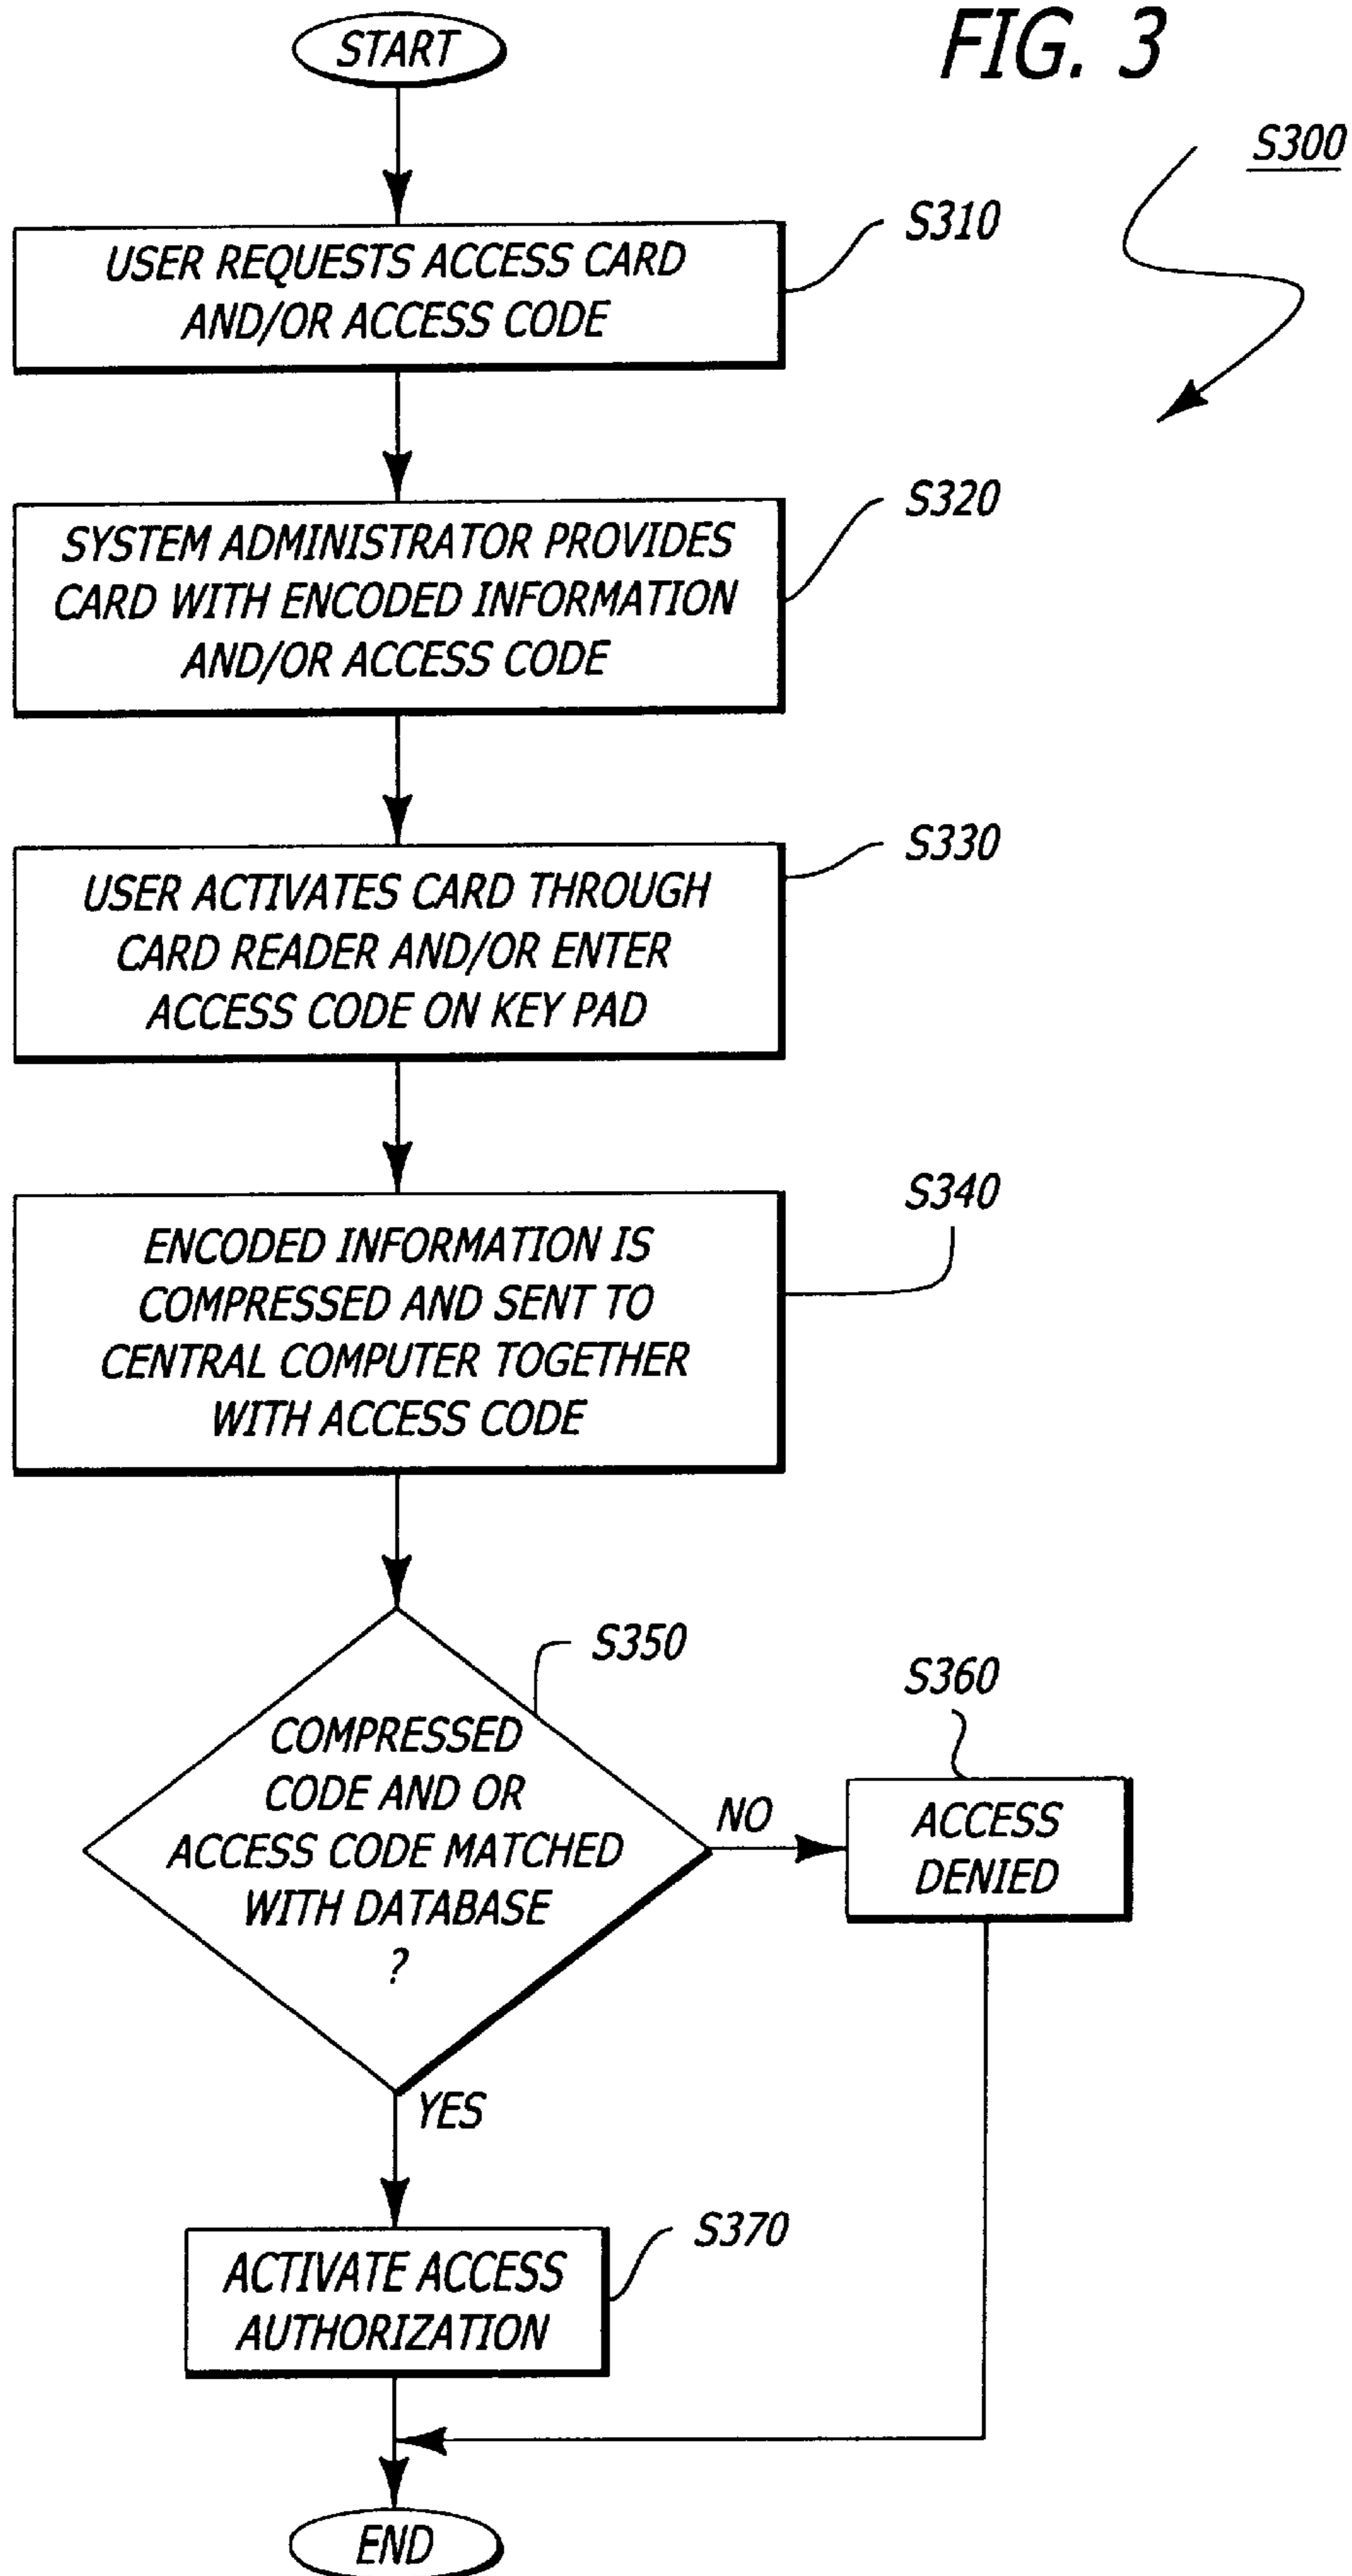 START
FIG. 3
S300
USER REQUESTS ACCESS CARD
AND/OR ACCESS CODE
S310
SYSTEM ADMINISTRATOR PROVIDES
CARD WITH ENCODED INFORMATION
AND/OR ACCESS CODE
S320
USER ACTIVATES CARD THROUGH
CARD READER AND/OR ENTER
ACCESS CODE ON KEY PAD
S330
ENCODED INFORMATION IS
COMPRESSED AND SENT TO
CENTRAL COMPUTER TOGETHER
WITH ACCESS CODE
S340
COMPRESSED
CODE AND OR
ACCESS CODE MATCHED
WITH DATABASE
?
S350
NO
S360
ACCESS
DENIED
YES
ACTIVATE ACCESS
AUTHORIZATION
S370
END